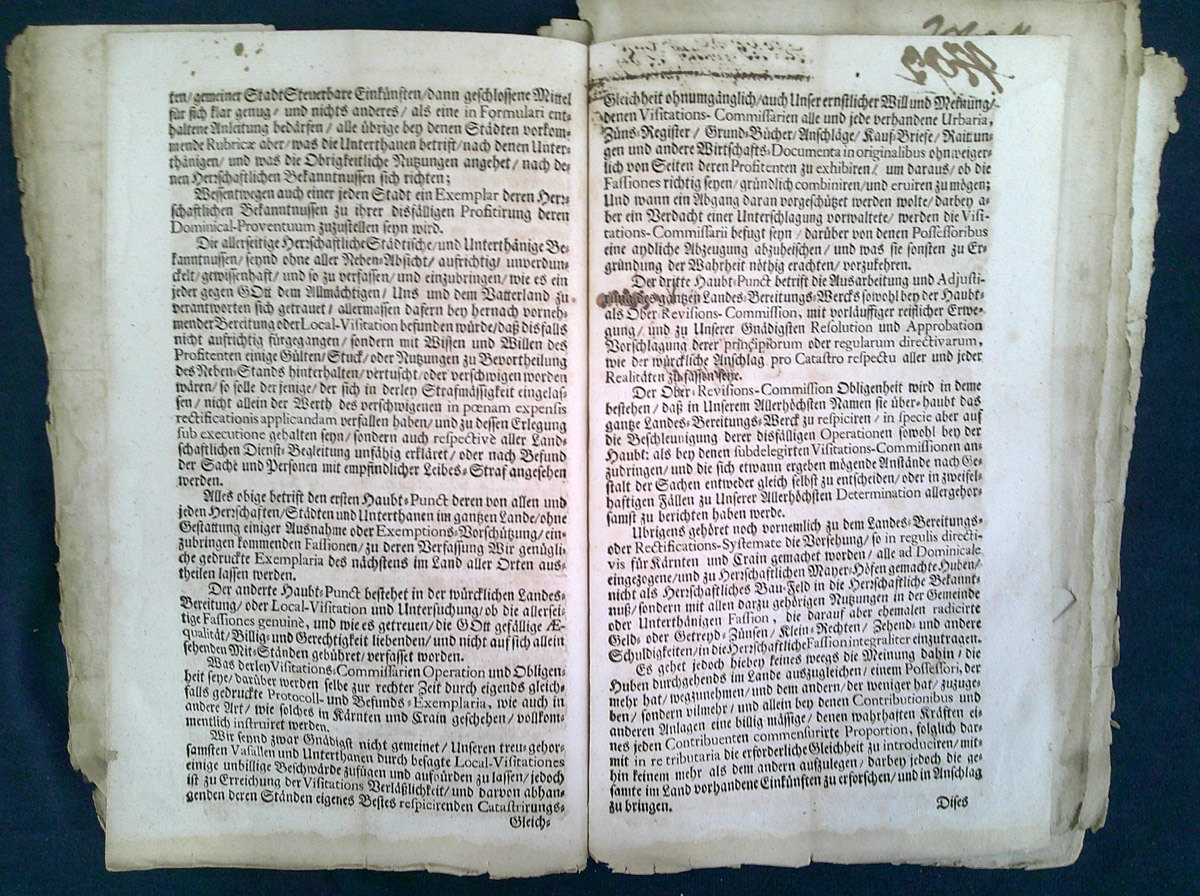 ten/gemeiner Stadt Steuerbare Einkünften/dann geschlossene Mittel
für sich klar genug/ und nichts anderes/ als eine in Formulari ent-
haltene Anleitung bedärfen/ alle übrige bey denen Städten vorkom-
mende Rubricæ aber/ was die Unterthanen betrift/ nach denen Unter-
thänigen/ und was die Obrigkeitliche Nutzungen angehet/ nach de-
nen Herrschaftlichen Bekanntnussen sich richten;
Wessentwegen auch einer jeden Stadt ein Exemplar deren Herr-
schaftlichen Bekanntnussen zu ihrer disfälligen Profitirung deren
Dominical-Proventuum zuzustellen seyn wird.
Die allerseitige Herrschaftliche Städtische/und Unterthänige Be-
kanntnussen/ seynd ohne aller Neben-Absicht/ aufrichtig/ unverdun-
ckelt/ gewissenhaft/ und so zu verfassen/ und einzubringen/ wie es ein
jeder gegen GOtt dem Allmächtigen/ Uns und dem Vatterland zu
verantworten sich getrauet/ allermassen dafern bey hernach vorneh-
mender Bereitung oder Local-Visitation befunden würde/ daß disfalls
nicht aufrichtig fürgegangen/ sondern mit Wissen und Willen des
Profitenten einige Gülten/ Stuck/ oder Nutzungen zu Bevortheilung
des Neben-Stands hinterhalten/ vertuscht/ oder verschwigen worden
wären/ so solle der jenige/ der sich in derley Strafmässigkeit eingelas-
sen/ nicht allein der Werth des verschwigenen in pœnam expensis
rectificationis applicandam verfallen haben/ und zu dessen Erlegung
sub executione gehalten seyn/ sondern auch respectivè aller Land-
schaftlichen Dienst-Begleitung unfähig erkläret/ oder nach Befund
der Sache und Personen mit empfindlicher Leibes-Straf angesehen
werden.
Alles obige betrift den ersten Haubt-Punct deren von allen und
jeden Herrschaften/ Städten und Unterthanen im gantzen Lande/ ohne
Gestattung einiger Ausnahme oder Exemptions-Vorschützung/ ein-
zubringen kommenden Fassionen/ zu deren Verfassung Wir genügli-
che gedruckte Exemplaria des nächstens im Land aller Orten aus-
theilen lassen werden.
Der anderte Haubt-Punct bestehet in der würcklichen Landes-
Bereitung/ oder Local-Visitation und Untersuchung/ ob die allersei-
tige Fassiones genuinè, und wie es getreuen/ die GOtt gefällige Æ-
qualität/ Billig- und Gerechtigkeit liebenden/ und nicht auf sich allein
sehenden Mit-Ständen gebühret/ verfasset worden.
Was derley Visitations-Commissarien Operation und Obligen-
heit seye/ darüber werden selbe zur rechter Zeit durch eigends gleich-
falls gedruckte Protocoll- und Befunds-Exemplaria, wie auch in
andere Art/ wie solches in Kärnten und Crain geschehen/ vollkom-
mentlich instruiret werden.
Wir seynd zwar Gnädigst nicht gemeinet/ Unseren treu-gehor-
samsten Vasallen und Unterthanen durch besagte Local-Visitationes
einige unbillige Beschwärde zufügen und aufbürden zu lassen/ jedoch
ist zu Erreichung der Visitations Verläßlichkeit/ und darvon abhan-
genden deren Ständen eigenes Bestes respicirenden Catastrirungs-
Gleich-
Gleichheit ohnumgänglich/ auch Unser ernstlicher Will und Meinung/
denen Visitations-Commissarien alle und jede verhandene Urbaria,
Züns-Register/ Grund-Bücher/ Anschläge/ Kauf-Briefe/ Raitun-
gen und andere Wirtschafts-Documenta in originalibus ohnweiger-
lich von Seiten deren Profitenten zu exhibiren/ um daraus/ ob die
Fassiones richtig seyen/ gründlich combiniren/ und eruiren zu mögen;
Und wann ein Abgang daran vorgeschützet werden wolte/ darbey a-
ber ein Verdacht einer Unterschlagung vorwaltete/ werden die Visi-
tations-Commissarii befugt seyn/ darüber von denen Possessoribus
eine aydliche Abzeugung abzuheischen/ und was sie sonsten zu Er-
gründung der Wahrheit nöthig erachten/ vorzukehren.
Der dritte Haubt-Punct betrift die Ausarbeitung und Adjusti-
rung des gantzen Landes-Bereitungs-Wercks sowohl bey der Haubt-
als Ober-Revisions-Commission, mit vorläuffiger reiflicher Erwe-
gung/ und zu Unserer Gnädigsten Resolution und Approbation
Vorschlagung derer principiorum oder regularum directivarum,
wie der würckliche Anschlag pro Catastro respectu aller und jeder
Realitäten zu fassen seye.
Der Ober-Revisions-Commission Obligenheit wird in deme
bestehen/ daß in Unserem Allerhöchsten Namen sie über-haubt das
gantze Landes-Bereitungs-Werck zu respiciren/ in specie aber auf
die Beschleunigung derer disfälligen Operationen sowohl bey der
Haubt- als bey denen subdelegirten Visitations-Commissionen an-
zudringen/ und die sich etwann ergeben mögende Anstände nach Ge-
stalt der Sachen entweder gleich selbst zu entscheiden/ oder in zweifel-
haftigen Fällen zu Unserer Allerhöchsten Determination allergehor-
samst zu berichten haben werde.
Ubrigens gehöret noch vornemlich zu dem Landes-Bereitungs-
oder Rectifications-Systemate die Vorsehung/ so in regulis directi-
vis für Kärnten und Crain gemachet worden/ alle ad Dominicale
eingezogene/ und zu Herrschaftlichen Mayer-Höfen gemachte Huben/
nicht als Herrschaftliches Bau-Feld in die Herrschaftliche Bekannt-
nuß/ sondern mit allen darzu gehörigen Nutzungen in der Gemeinde
oder Unterthänigen Fassion, die darauf aber ehemalen radicirte
Geld- oder Getreyd-Zünsen/ Klein-Rechten/ Zehend- und andere
Schuldigkeiten/ in die Herrschaftliche Fassion integraliter einzutragen.
Es gehet jedoch hiebey keines weegs die Meinung dahin/ die
Huben durchgehends im Lande auszugleichen/ einem Possessori, der
mehr hat/ wegzunehmen/ und dem andern/ der weniger hat/ zuzuge-
ben/ sondern vilmehr/ und allein bey denen Contributionibus und
anderen Anlagen eine billig mässige/ denen wahrhaften Kräften ei-
nes jeden Contribuenten commensurirte Proportion, folglich dar-
mit in re tributaria die erforderliche Gleichheit zu introduciren/ mit-
hin keinem mehr als dem andern aufzulegen/ darbey jedoch die ge-
samte im Land vorhandene Einkünften zu erforschen/ und in Anschlag
zu bringen.
Dises